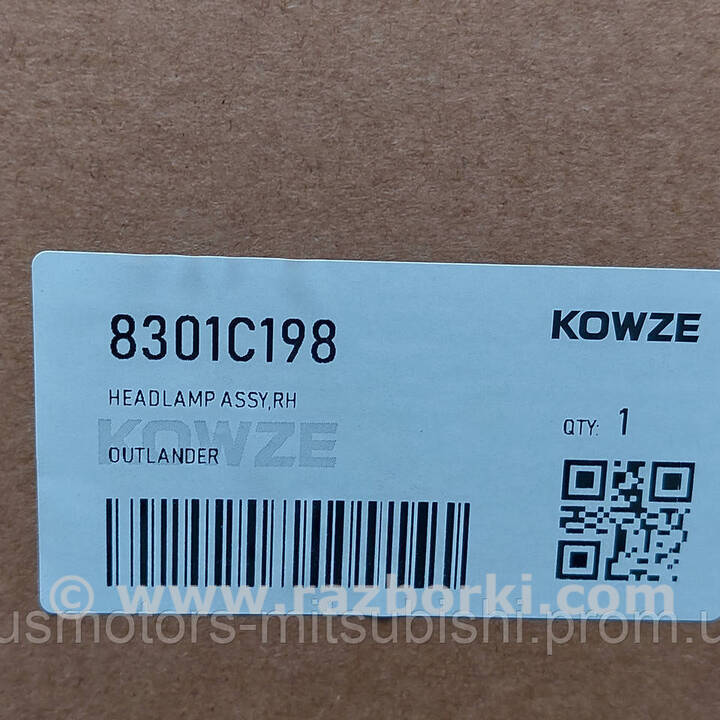 8301C198
KOWZE
HEADLAMP ASSY,RH
KOWZE
OUTLANDER
QTY: 1
© www.razborki.com
usmotors-mitsubishi.prom.u